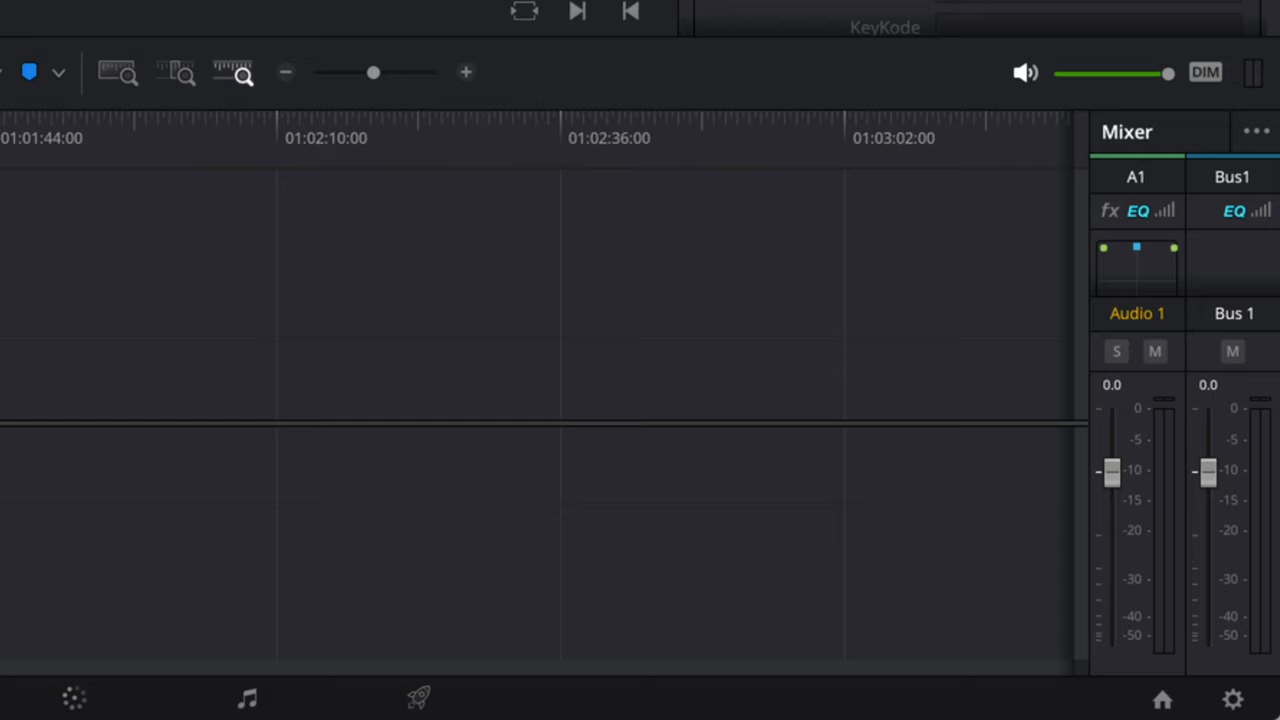 KeyKode
DIM
01:01:44:00
01:02:10:00
01:02:36:00
01:03:02:00
Mixer
A1
Bus1
fx EQ
EQ
Audio 1
Bus 1
S M
M
0.0
0.0
0
-5
-10
-15
-20
-30
-40
-50
0
-5
-10
-15
-20
-30
-40
-50